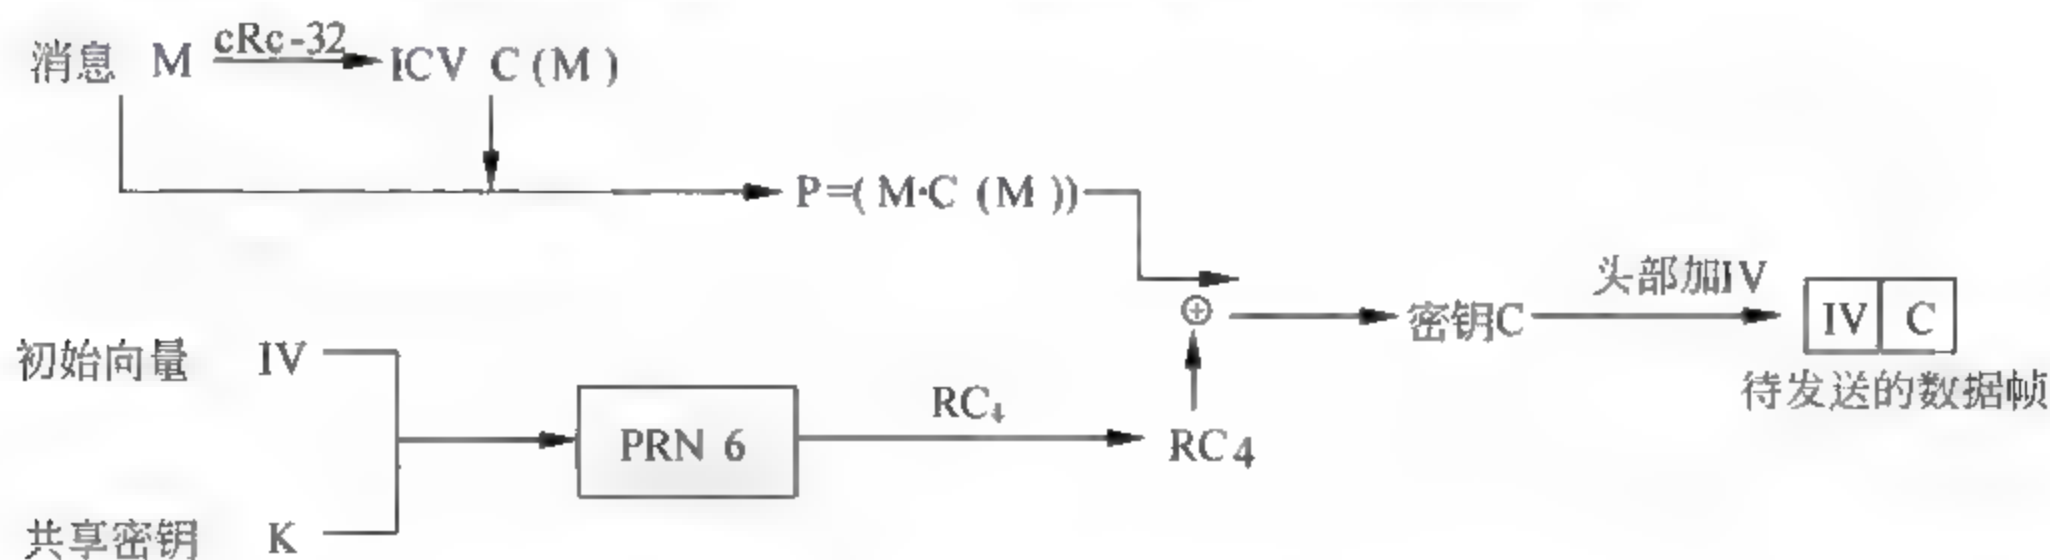 消息 M cRc-32 ICV C(M)
P=(M·C (M))
头部加IV
初始向量 IV
⊕ 密钥C
IV C
待发送的数据帧
PRN 6
RC₄
RC4
共享密钥 K